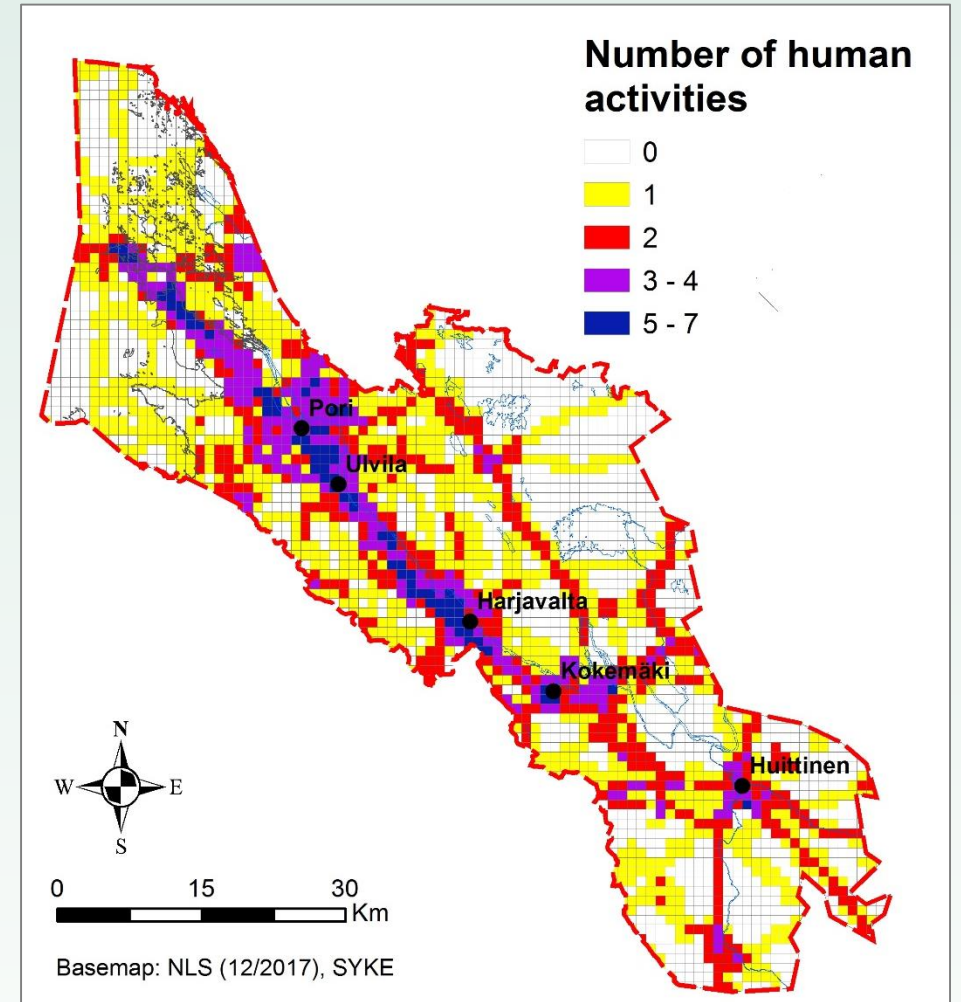 Number of human
activities
0
1
2
3 - 4
5 - 7
Pori
Ulvila
Harjavalta
Kokemäki
Huittinen
N
W E
S
0 15 30
Km
Basemap: NLS (12/2017), SYKE